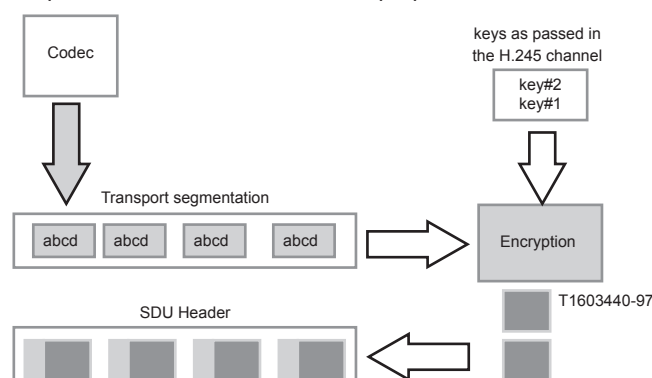 Codec
keys as passed in
the H.245 channel
key#2
key#1
Transport segmentation
abcd abcd abcd abcd
Encryption
T1603440-97
SDU Header